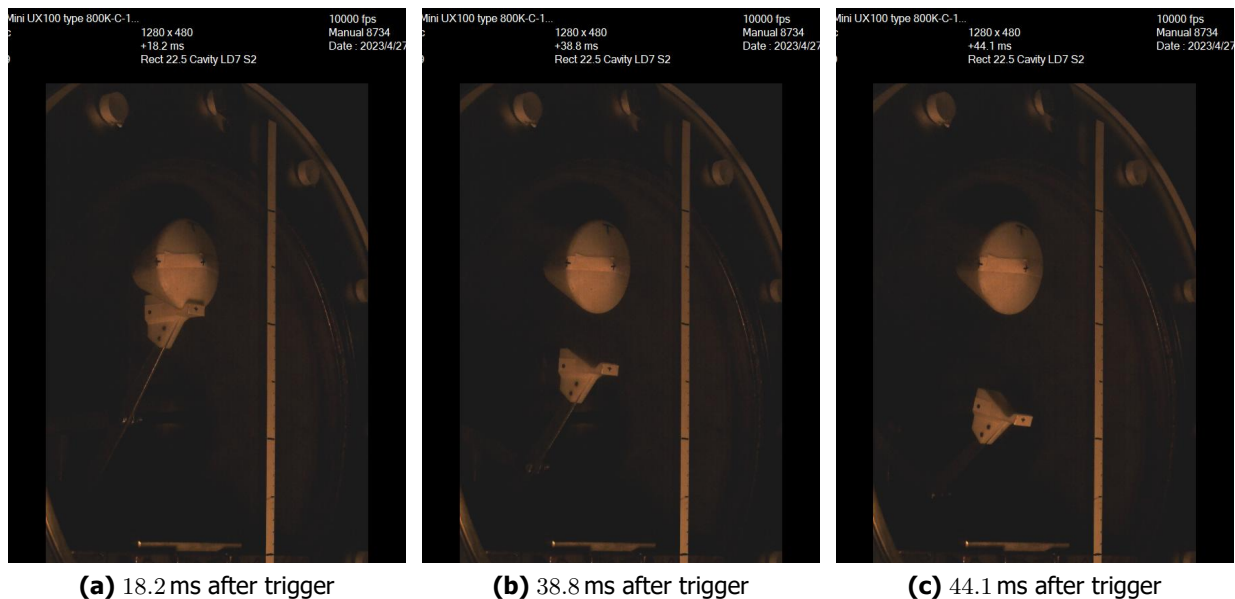 Mini UX100 type 800K-C-1... 10000 fps
c 1280 x 480 Manual 8734
+18.2 ms Date : 2023/4/27
9 Rect 22.5 Cavity LD7 S2
Mini UX100 type 800K-C-1... 10000 fps
c 1280 x 480 Manual 8734
+38.8 ms Date : 2023/4/27
9 Rect 22.5 Cavity LD7 S2
Mini UX100 type 800K-C-1... 10000 fps
c 1280 x 480 Manual 8734
+44.1 ms Date : 2023/4/27
9 Rect 22.5 Cavity LD7 S2
(a) 18.2 ms after trigger
(b) 38.8 ms after trigger
(c) 44.1 ms after trigger